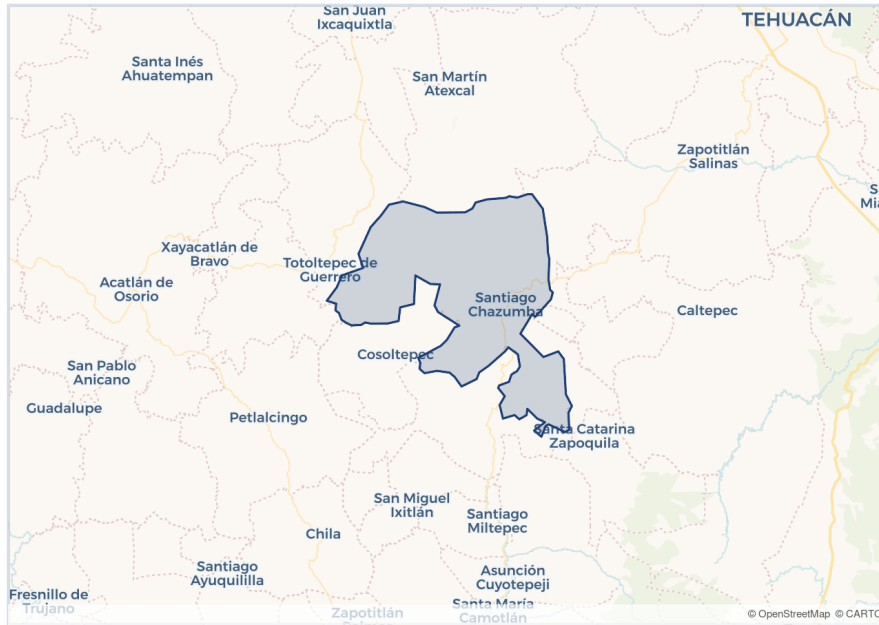 San Juan
Ixcaquixtla
TEHUACÁN
Santa Inés
Ahuatempan
San Martín
Atexcal
Zapotitlán
Salinas
Xayacatlán de
Bravo
Totoltepec de
Guerrero
Acatlán de
Osorio
Santiago
Chazumba
Caltepec
Cosoltepec
San Pablo
Anicano
Guadalupe
Petlalcingo
Santa Catarina
Zapoquila
San Miguel
Ixitlán
Santiago
Miltepec
Chila
Santiago
Ayuquililla
Asunción
Cuyotepeji
Fresnillo de
Trujano
Santa María
Camotlán
Zapotitlán
© OpenStreetMap © CARTO